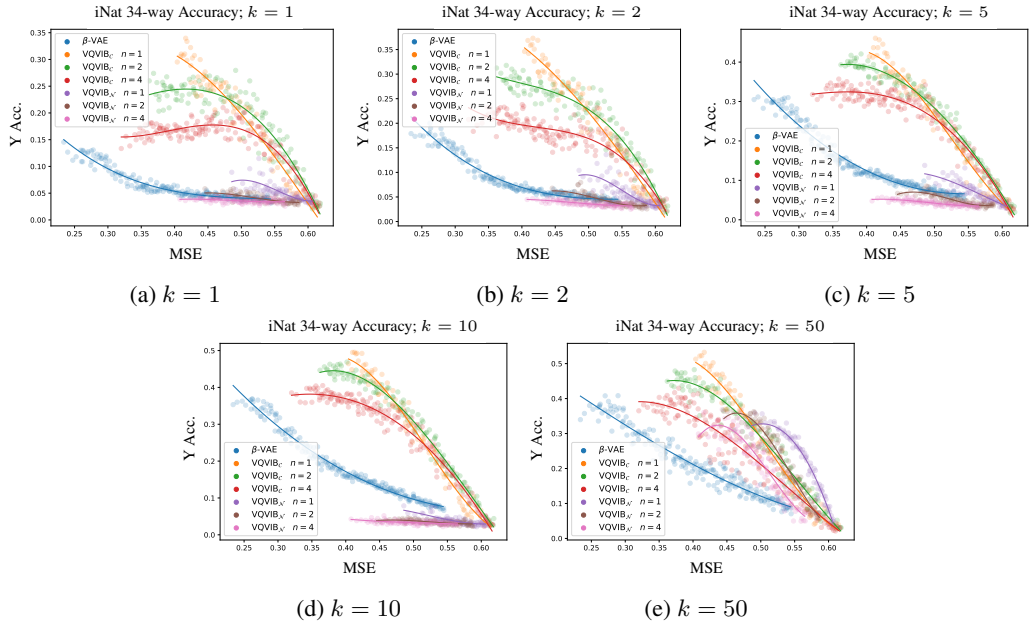 iNat 34-way Accuracy; k = 1
Y Acc.
0.35
0.30
0.25
0.20
0.15
0.10
0.05
0.00
β-VAE
VQVIB𝒞 n = 1
VQVIB𝒞 n = 2
VQVIB𝒞 n = 4
VQVIB𝒩 n = 1
VQVIB𝒩 n = 2
VQVIB𝒩 n = 4
0.25 0.30 0.35 0.40 0.45 0.50 0.55 0.60
MSE
(a) k = 1
iNat 34-way Accuracy; k = 2
Y Acc.
0.35
0.30
0.25
0.20
0.15
0.10
0.05
0.00
β-VAE
VQVIB𝒞 n = 1
VQVIB𝒞 n = 2
VQVIB𝒞 n = 4
VQVIB𝒩 n = 1
VQVIB𝒩 n = 2
VQVIB𝒩 n = 4
0.25 0.30 0.35 0.40 0.45 0.50 0.55 0.60
MSE
(b) k = 2
iNat 34-way Accuracy; k = 5
Y Acc.
0.4
0.3
0.2
0.1
0.0
β-VAE
VQVIB𝒞 n = 1
VQVIB𝒞 n = 2
VQVIB𝒞 n = 4
VQVIB𝒩 n = 1
VQVIB𝒩 n = 2
VQVIB𝒩 n = 4
0.25 0.30 0.35 0.40 0.45 0.50 0.55 0.60
MSE
(c) k = 5
iNat 34-way Accuracy; k = 10
Y Acc.
0.5
0.4
0.3
0.2
0.1
0.0
β-VAE
VQVIB𝒞 n = 1
VQVIB𝒞 n = 2
VQVIB𝒞 n = 4
VQVIB𝒩 n = 1
VQVIB𝒩 n = 2
VQVIB𝒩 n = 4
0.25 0.30 0.35 0.40 0.45 0.50 0.55 0.60
MSE
(d) k = 10
iNat 34-way Accuracy; k = 50
Y Acc.
0.5
0.4
0.3
0.2
0.1
0.0
β-VAE
VQVIB𝒞 n = 1
VQVIB𝒞 n = 2
VQVIB𝒞 n = 4
VQVIB𝒩 n = 1
VQVIB𝒩 n = 2
VQVIB𝒩 n = 4
0.25 0.30 0.35 0.40 0.45 0.50 0.55 0.60
MSE
(e) k = 50